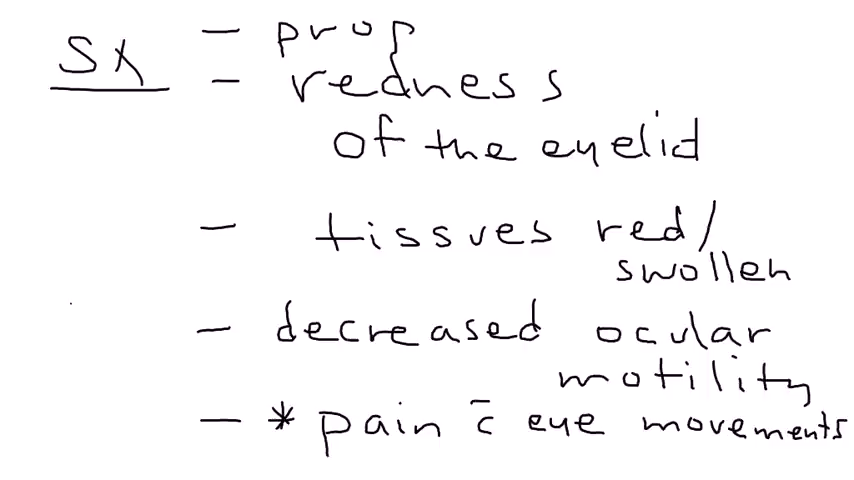 SX - prop
- redness
of the eyelid
- tissues red/
swollen
- decreased ocular
motility
- * pain c̄ eye movements